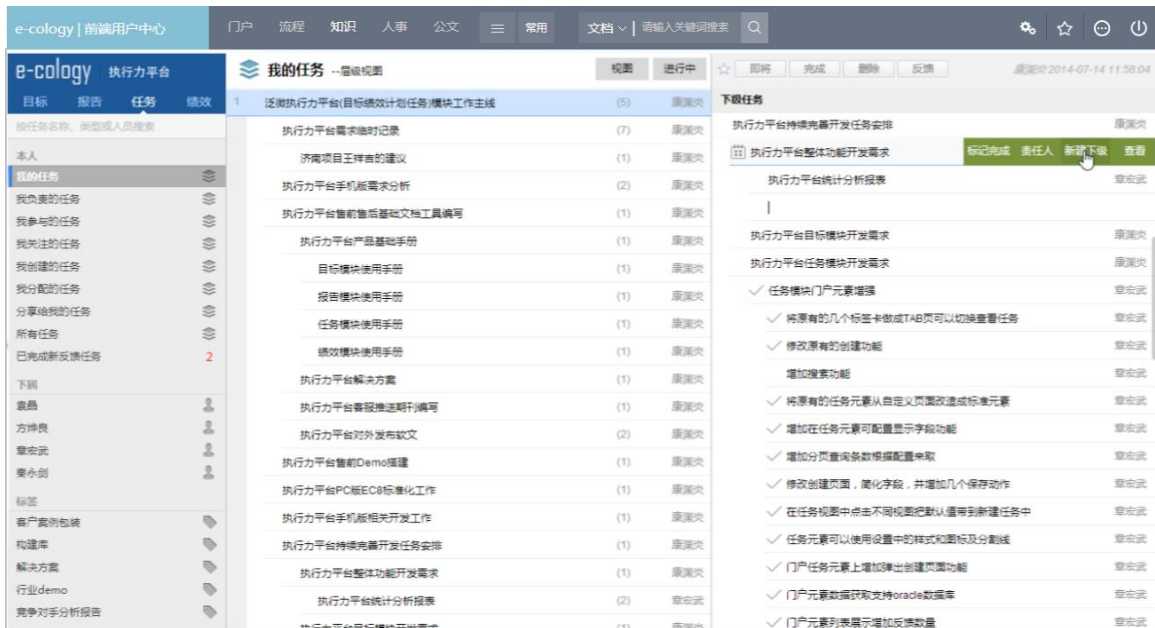 e-cology | 前端用户中心 门户 流程 知识 人事 公文 常用 文档 请输入关键词搜索
e-cology 执行力平台
目标 报告 任务 绩效
按任务名称、类型或人员搜索
本人
我的任务
我负责的任务
我参与的任务
我关注的任务
我创建的任务
我分配的任务
分享给我的任务
所有任务
已完成新反馈任务 2
下属
袁晶
方烨良
章宏武
秦永剑
标签
客户案例包装
构建库
解决方案
行业demo
竞争对手分析报告
我的任务 --层级视图 视图 进行中
1 泛微执行力平台(目标绩效计划任务)模块工作主线 (5) 康渊炎
执行力平台需求临时记录 (7) 康渊炎
济南项目王祥吉的建议 (1) 康渊炎
执行力平台手机版需求分析 (2) 康渊炎
执行力平台售前售后基础文档工具编写 (1) 康渊炎
执行力平台产品基础手册 (1) 康渊炎
目标模块使用手册 (1) 康渊炎
报告模块使用手册 (1) 康渊炎
任务模块使用手册 (1) 康渊炎
绩效模块使用手册 (1) 康渊炎
执行力平台解决方案 (1) 康渊炎
执行力平台客服推送期刊编写 (1) 康渊炎
执行力平台对外发布软文 (2) 康渊炎
执行力平台售前Demo搭建 (1) 康渊炎
执行力平台PC版EC8标准化工作 (1) 康渊炎
执行力平台手机版相关开发工作 (1) 康渊炎
执行力平台持续完善开发任务安排 (1) 康渊炎
执行力平台整体功能开发需求 (1) 康渊炎
执行力平台统计分析报表 (2) 章宏武
执行力平台目标模块开发需求 (1) 康渊炎
即将 完成 删除 反馈 康渊炎 2014-07-14 11:58:04
下级任务
执行力平台持续完善开发任务安排 康渊炎
执行力平台整体功能开发需求 标记完成 责任人 新建下级 查看
执行力平台统计分析报表 章宏武
执行力平台目标模块开发需求 康渊炎
执行力平台任务模块开发需求 康渊炎
任务模块门户元素增强 章宏武
将原有的几个标签卡做成TAB页可以切换查看任务 章宏武
修改原有的创建功能 章宏武
增加搜索功能 章宏武
将原有的任务元素从自定义页面改造成标准元素 章宏武
增加在任务元素可配置显示字段功能 章宏武
增加分页查询条数根据配置来取 章宏武
修改创建页面，简化字段，并增加几个保存动作 章宏武
在任务视图中点击不同视图把默认值带到新建任务中 章宏武
任务元素可以使用设置中的样式和图标及分割线 章宏武
门户任务元素上增加弹出创建页面功能 章宏武
门户元素数据获取支持oracle数据库 章宏武
门户元素列表展示增加反馈数量 章宏武